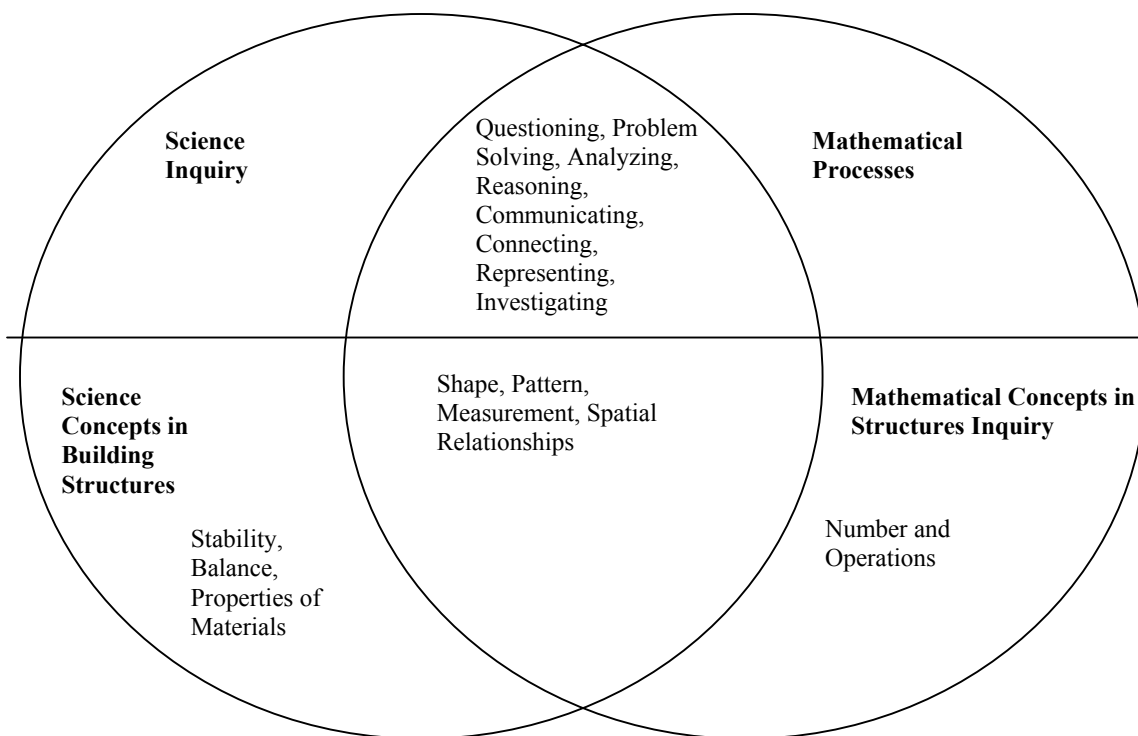 Science
Inquiry
Questioning, Problem
Solving, Analyzing,
Reasoning,
Communicating,
Connecting,
Representing,
Investigating
Mathematical
Processes
Science
Concepts in
Building
Structures
Stability,
Balance,
Properties of
Materials
Shape, Pattern,
Measurement, Spatial
Relationships
Mathematical Concepts in
Structures Inquiry
Number and
Operations